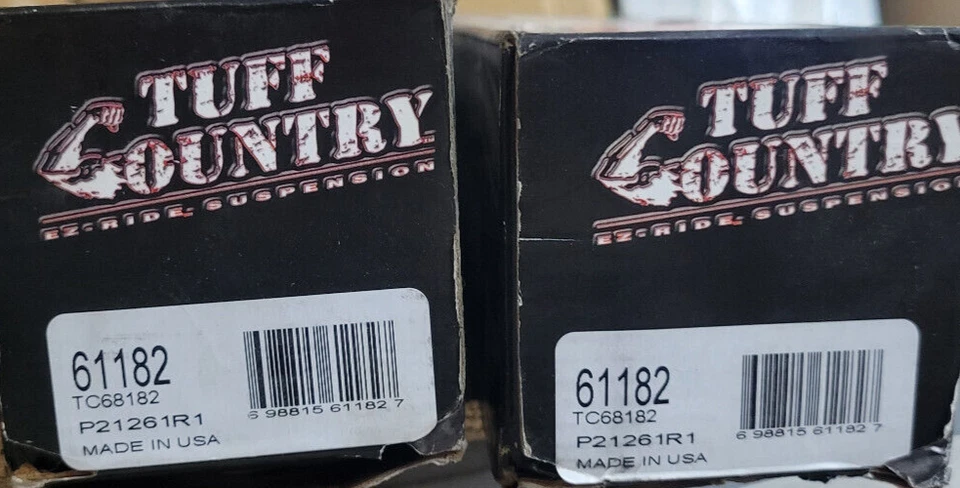 TUFF
COUNTRY
EZ-RIDE SUSPENSION
61182
TC68182
P21261R1
MADE IN USA
6 98815 61182 7
TUFF
COUNTRY
EZ-RIDE SUSPENSION
61182
TC68182
P21261R1
MADE IN USA
6 98815 61182 7